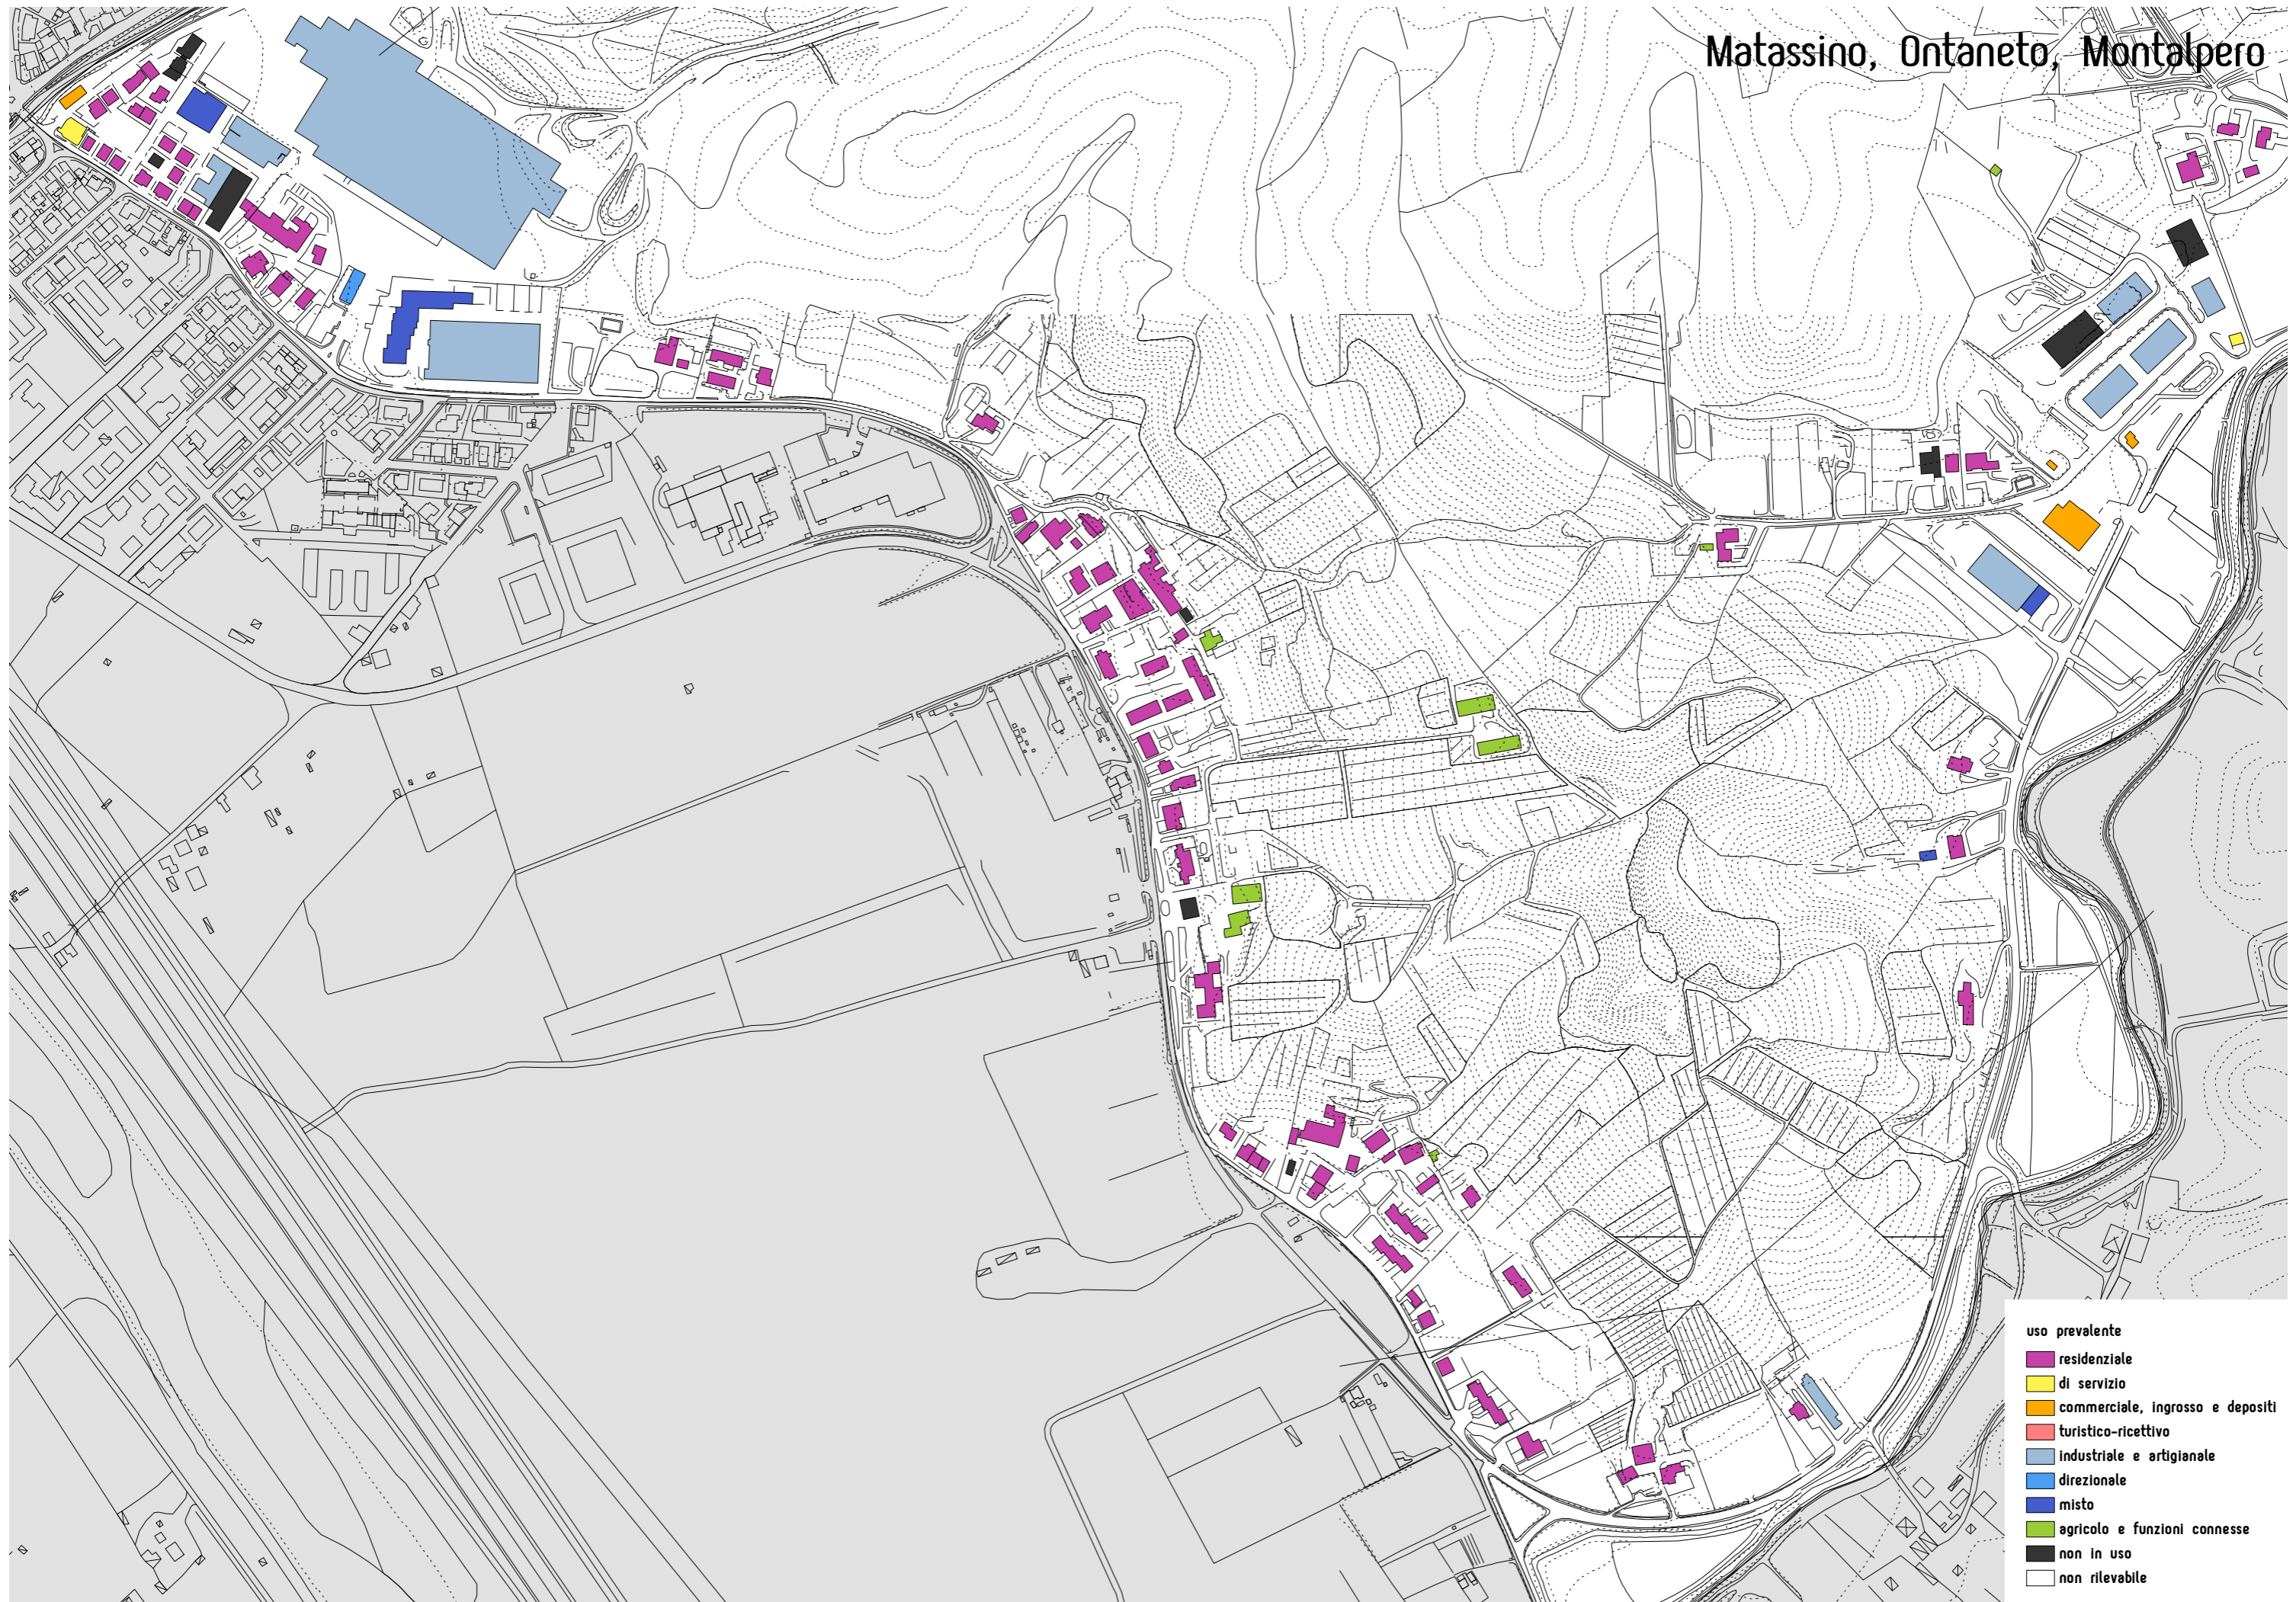 Matassino, Ontaneto, Montalpero
uso prevalente
residenziale
di servizio
commerciale, ingrosso e depositi
turistico-ricettivo
industriale e artigianale
direzionale
misto
agricolo e funzioni connesse
non in uso
non rilevabile